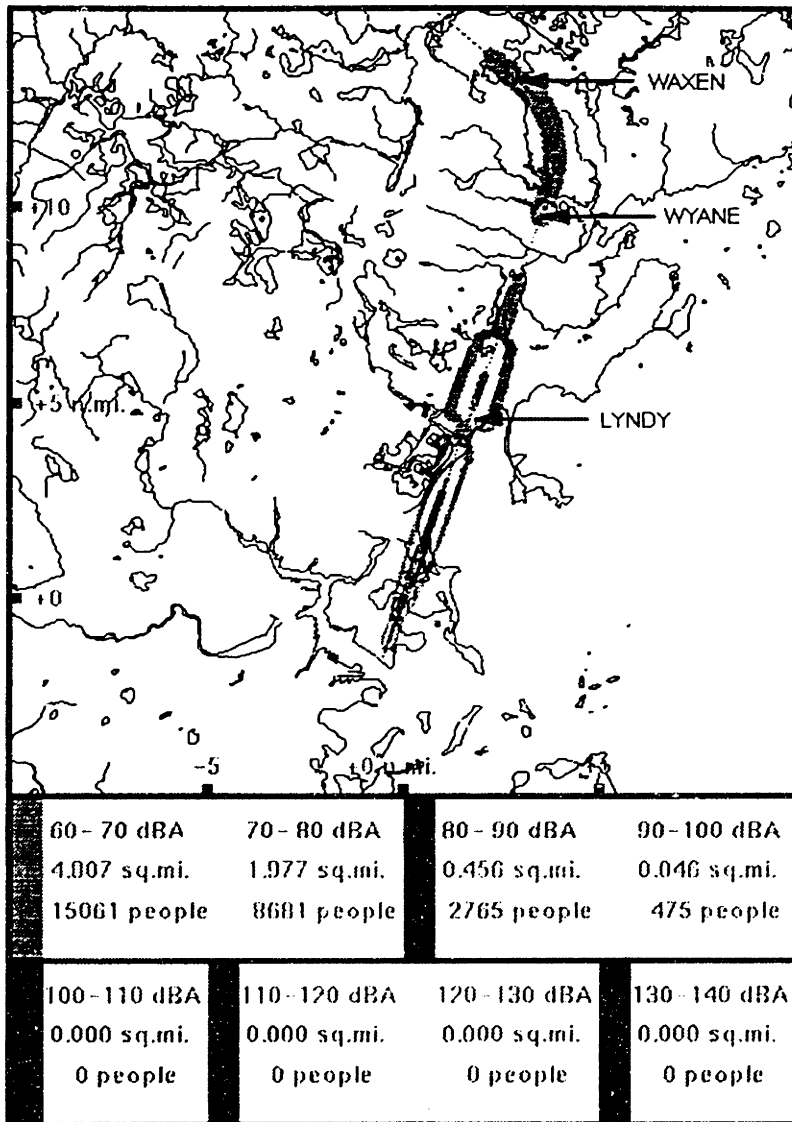 WAXEN
+10
WYANE
+5 n.mi.
LYNDY
+0
-5
+0 n.mi.
60-70 dBA 70-80 dBA 80-90 dBA 90-100 dBA
4.007 sq.mi. 1.977 sq.mi. 0.456 sq.mi. 0.046 sq.mi.
15061 people 8681 people 2765 people 475 people
100-110 dBA 110-120 dBA 120-130 dBA 130-140 dBA
0.000 sq.mi. 0.000 sq.mi. 0.000 sq.mi. 0.000 sq.mi.
0 people 0 people 0 people 0 people